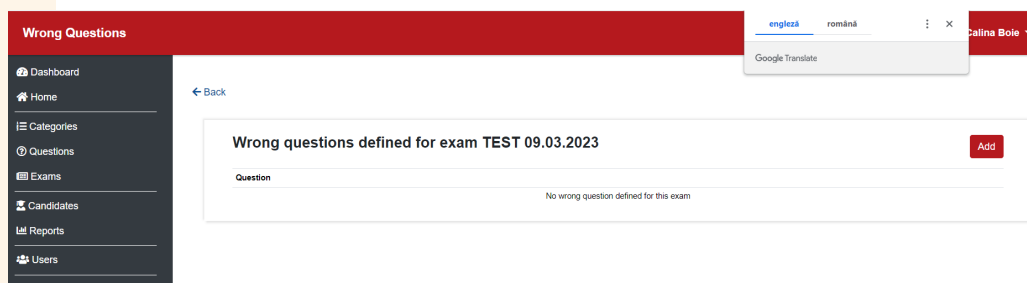 Wrong Questions
engleză română
Calina Boie
Google Translate
Dashboard
Home
Categories
Questions
Exams
Candidates
Reports
Users
Back
Wrong questions defined for exam TEST 09.03.2023
Add
Question
No wrong question defined for this exam